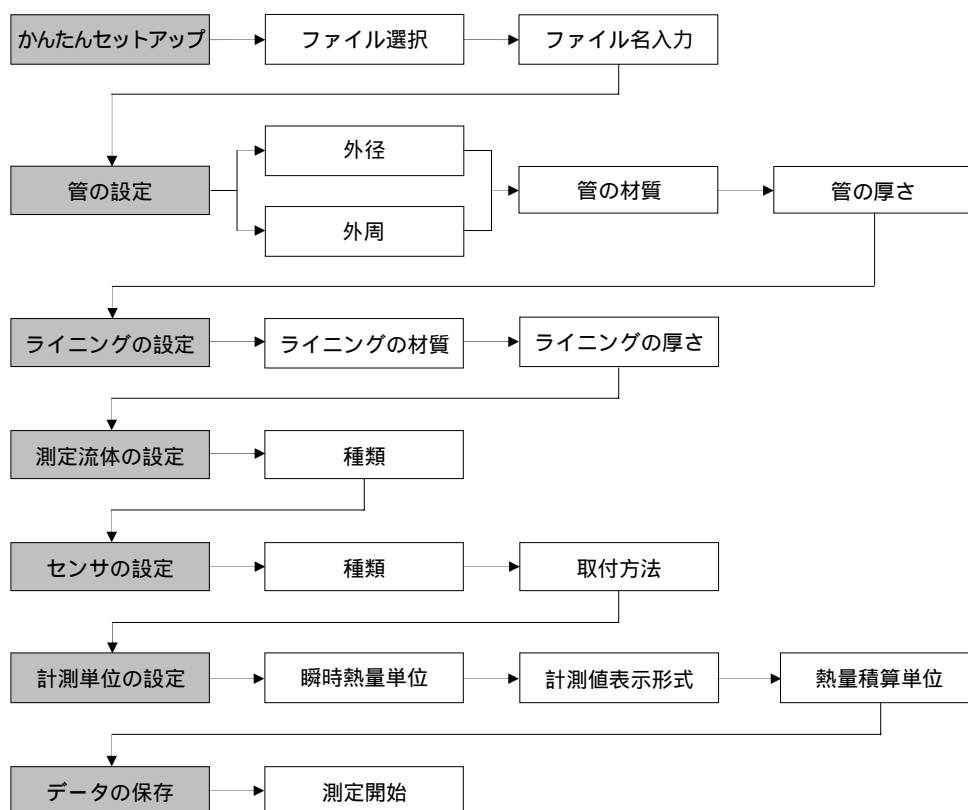 かんたんセットアップ
ファイル選択
ファイル名入力
管の設定
外径
外周
管の材質
管の厚さ
ライニングの設定
ライニングの材質
ライニングの厚さ
測定流体の設定
種類
センサの設定
種類
取付方法
計測単位の設定
瞬時熱量単位
計測値表示形式
熱量積算単位
データの保存
測定開始